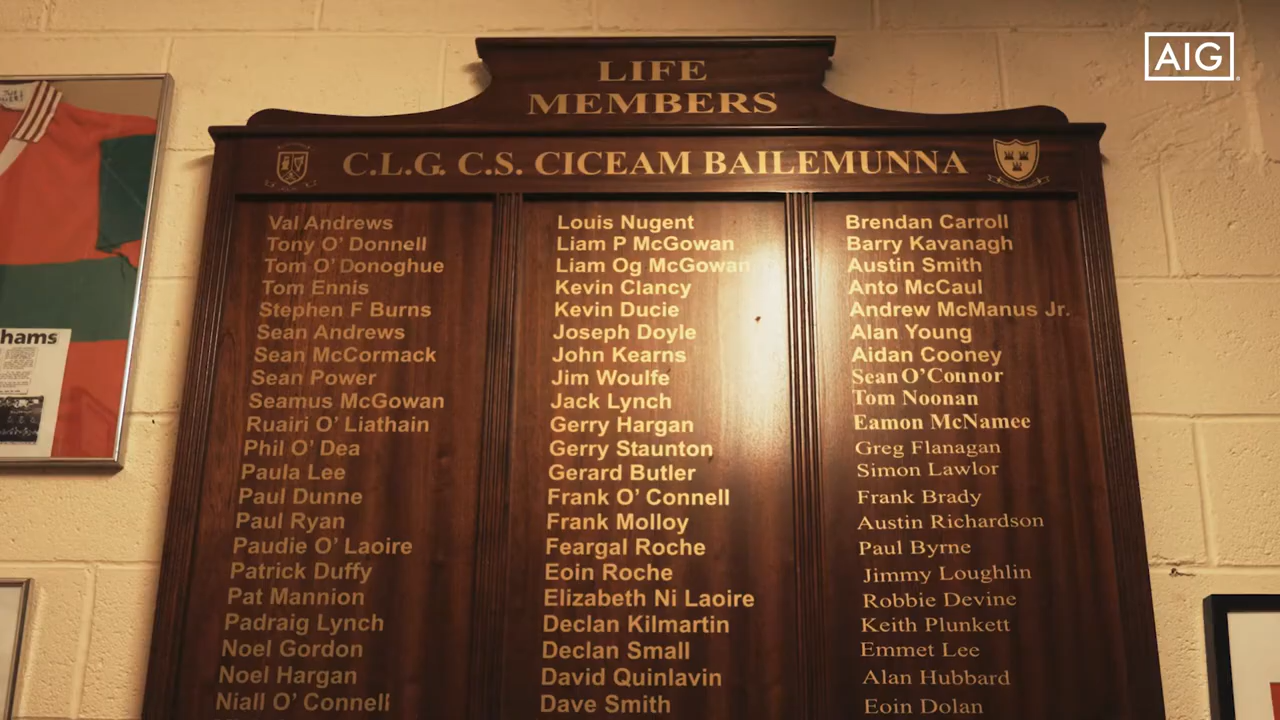 AIG
LIFE
MEMBERS
C.L.G. C.S. CICEAM BAILEMUNNA
Val Andrews
Tony O' Donnell
Tom O' Donoghue
Tom Ennis
Stephen F Burns
Sean Andrews
Sean McCormack
Sean Power
Seamus McGowan
Ruairi O' Liathain
Phil O' Dea
Paula Lee
Paul Dunne
Paul Ryan
Paudie O' Laoire
Patrick Duffy
Pat Mannion
Padraig Lynch
Noel Gordon
Noel Hargan
Niall O' Connell
Louis Nugent
Liam P McGowan
Liam Og McGowan
Kevin Clancy
Kevin Ducie
Joseph Doyle
John Kearns
Jim Woulfe
Jack Lynch
Gerry Hargan
Gerry Staunton
Gerard Butler
Frank O' Connell
Frank Molloy
Feargal Roche
Eoin Roche
Elizabeth Ni Laoire
Declan Kilmartin
Declan Small
David Quinlavin
Dave Smith
Brendan Carroll
Barry Kavanagh
Austin Smith
Anto McCaul
Andrew McManus Jr.
Alan Young
Aidan Cooney
Sean O'Connor
Tom Noonan
Eamon McNamee
Greg Flanagan
Simon Lawlor
Frank Brady
Austin Richardson
Paul Byrne
Jimmy Loughlin
Robbie Devine
Keith Plunkett
Emmet Lee
Alan Hubbard
Eoin Dolan
hams